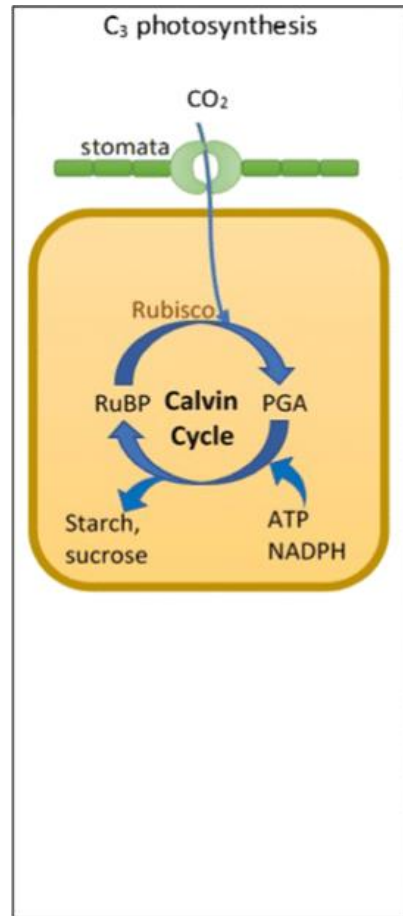 C₃ photosynthesis
CO₂
stomata
Rubisco
RuBP
Calvin
Cycle
PGA
Starch,
sucrose
ATP
NADPH